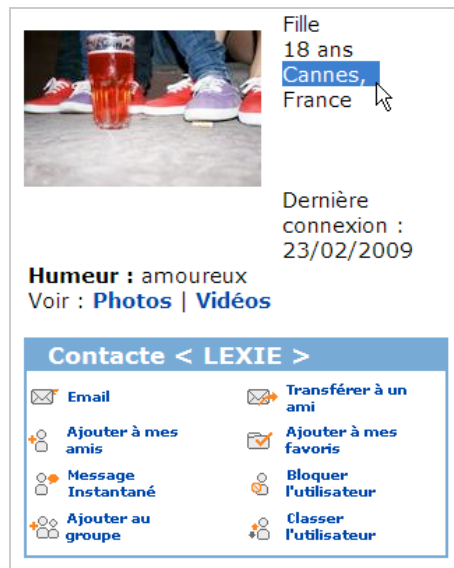 Fille
18 ans
Cannes,
France
Dernière
connexion :
23/02/2009
Humeur : amoureux
Voir : Photos | Vidéos
Contacte < LEXIE >
Email
Transférer à un
ami
Ajouter à mes
amis
Ajouter à mes
favoris
Message
Instantané
Bloquer
l'utilisateur
Ajouter au
groupe
Classer
l'utilisateur